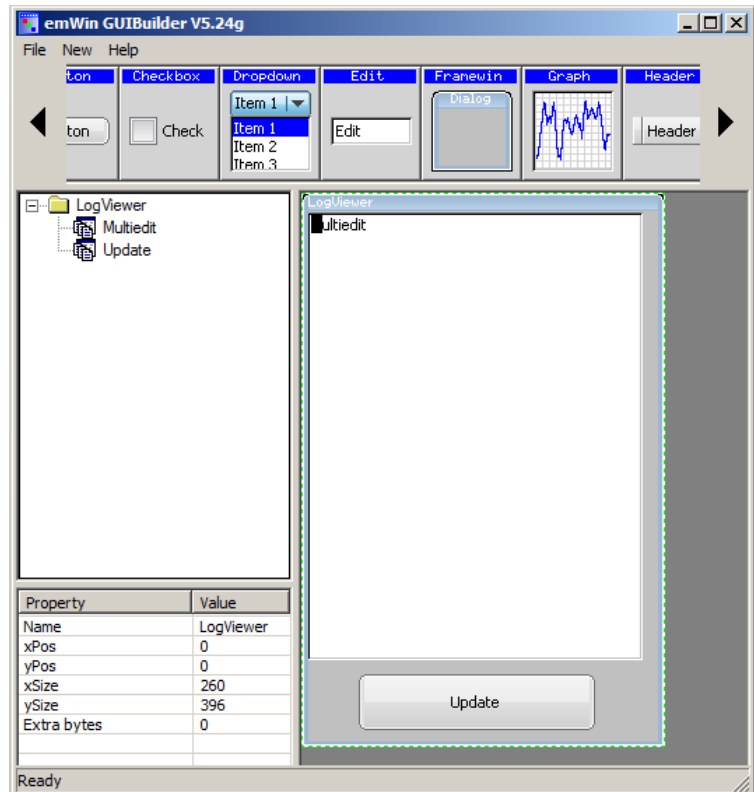 emWin GUIBuilder V5.24g
File New Help
ton Checkbox Dropdown Edit Framewin Graph Header
ton
Check
Item 1
Item 1
Item 2
Item 3
Edit
Dialog
Header
LogViewer
Multiedit
Update
LogViewer
ultiedit
Update
Property Value
Name LogViewer
xPos 0
yPos 0
xSize 260
ySize 396
Extra bytes 0
Ready